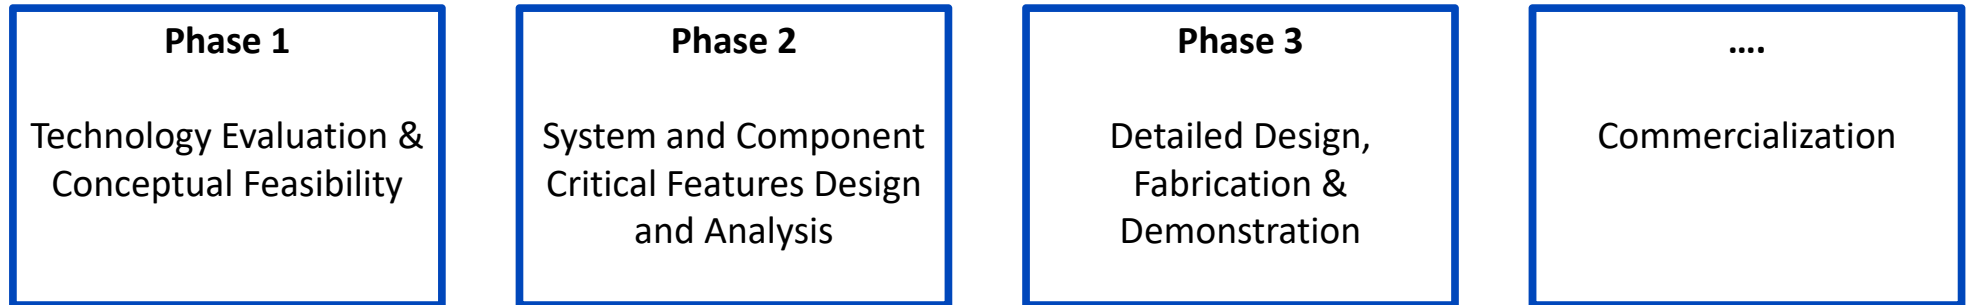 Phase 1
Technology Evaluation &
Conceptual Feasibility
Phase 2
System and Component
Critical Features Design
and Analysis
Phase 3
Detailed Design,
Fabrication &
Demonstration
....
Commercialization